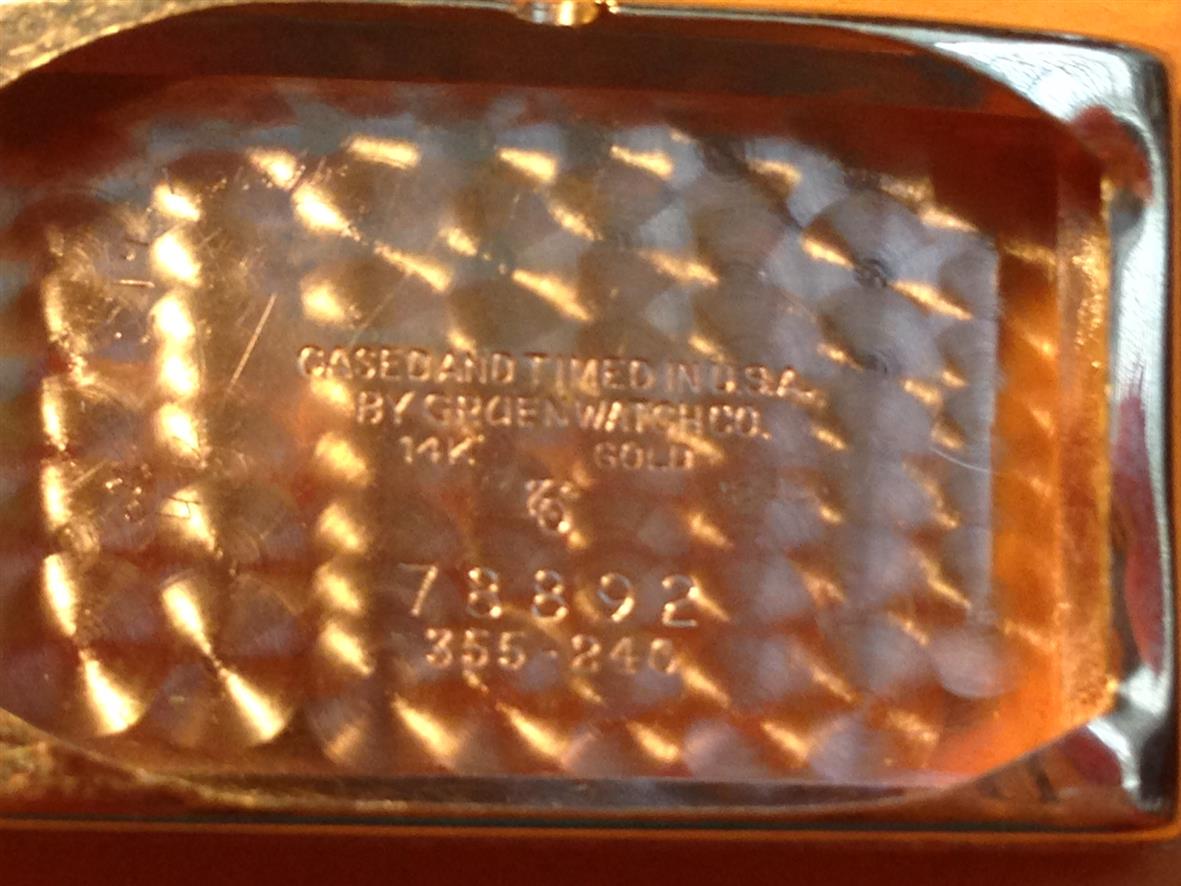 CASED AND TIMED IN U.S.A.
BY GRUEN WATCH CO.
14K. GOLD
78892
355-240